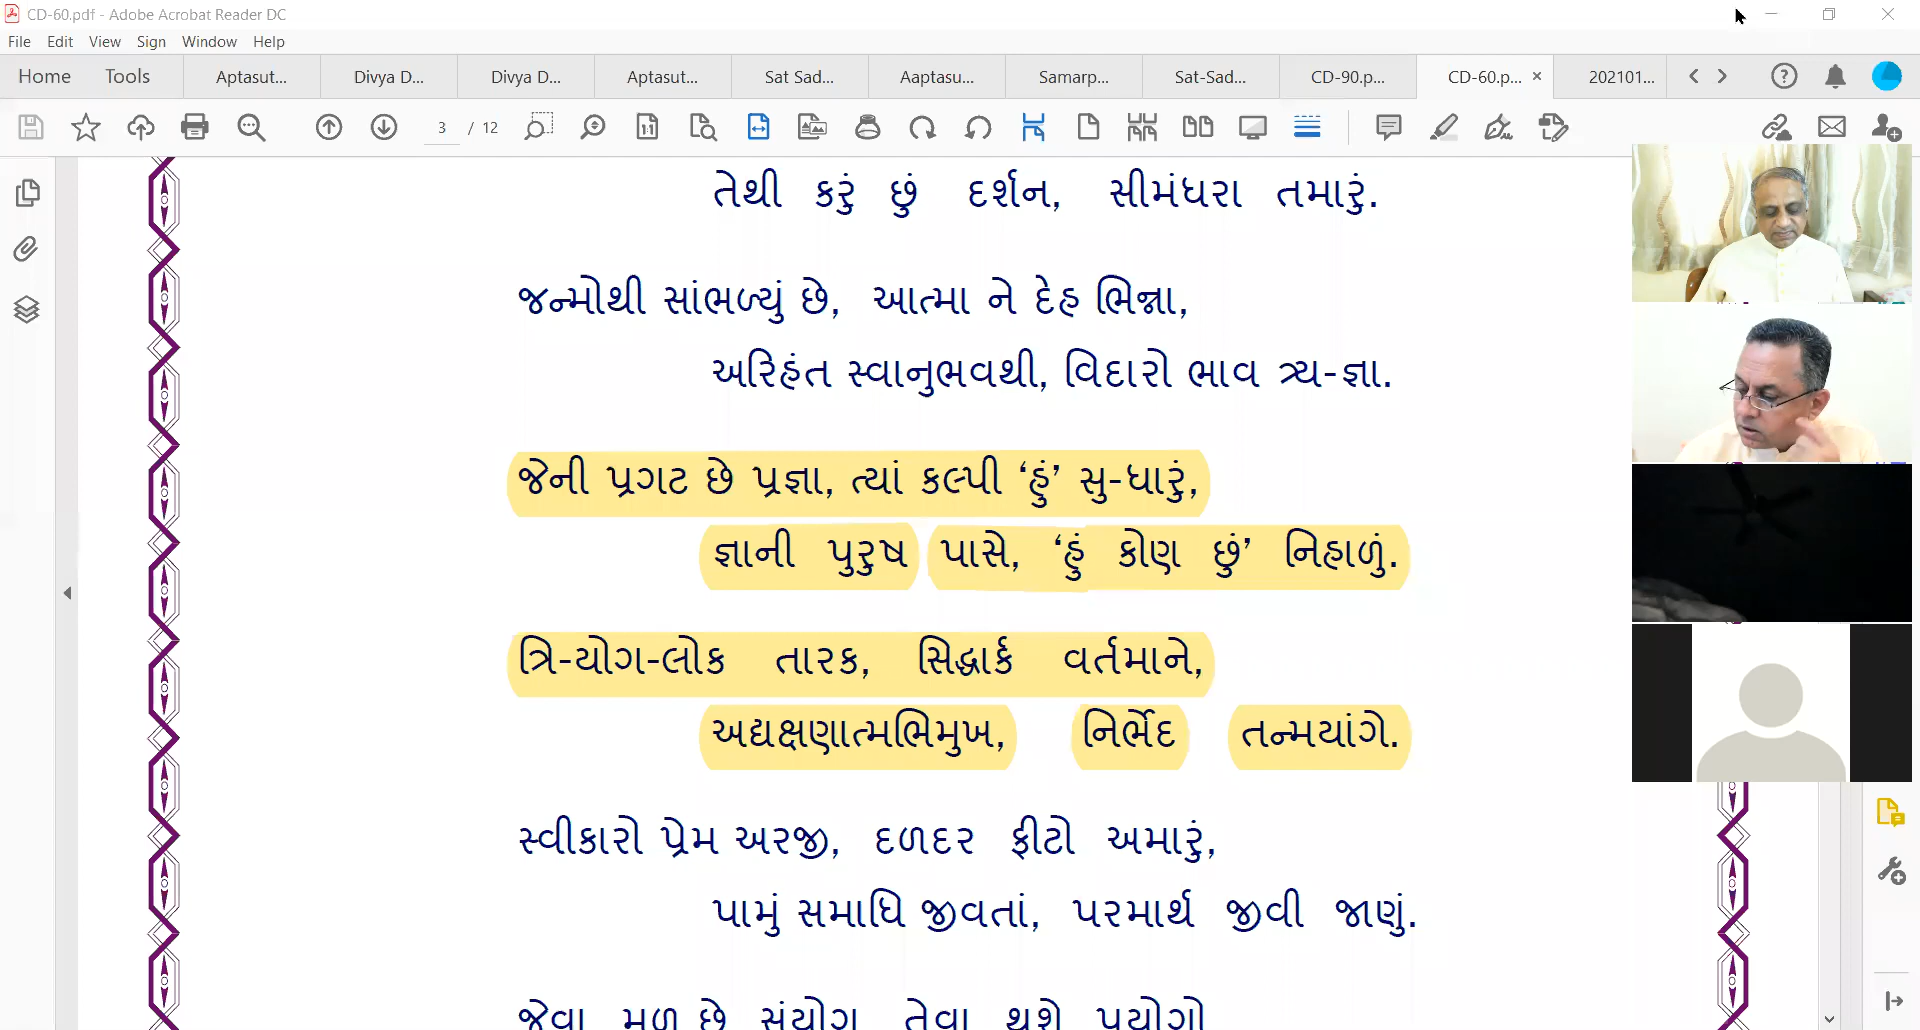 CD-60.pdf - Adobe Acrobat Reader DC
File Edit View Sign Window Help
Home Tools Aptasut... Divya D... Divya D... Aptasut... Sat Sad... Aaptasu... Samarp... Sat-Sad... CD-90.p... CD-60.p... × 202101...
3 / 12
તેથી કરું છું દર્શન, સીમંધરા તમારું.
જન્મોથી સાંભળ્યું છે, આત્મા ને દેહ ભિન્ના,
અરિહંત સ્વાનુભવથી, વિદારો ભાવ ત્ર્ય-જ્ઞા.
જેની પ્રગટ છે પ્રજ્ઞા, ત્યાં કલ્પી ‘હું’ સુ-ધારું,
જ્ઞાની પુરુષ પાસે, ‘હું કોણ છું’ નિહાળું.
ત્રિ-યોગ-લોક તારક, સિદ્ધાર્ક વર્તમાને,
અદ્યક્ષણાત્મભિમુખ, નિર્ભેદ તન્મયાંગે.
સ્વીકારો પ્રેમ અરજી, દળદર ફીટો અમારું,
પામું સમાધિ જીવતાં, પરમાર્થ જીવી જાણું.
જેવા મળે છે સંયોગ તેવા થશે પયોગો